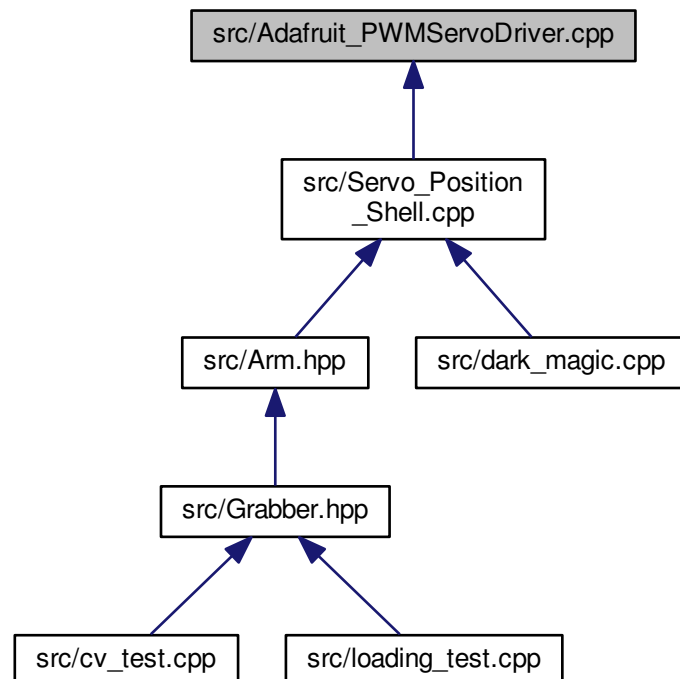 src/Adafruit_PWMServoDriver.cpp
src/Servo_Position
_Shell.cpp
src/Arm.hpp
src/dark_magic.cpp
src/Grabber.hpp
src/cv_test.cpp
src/loading_test.cpp